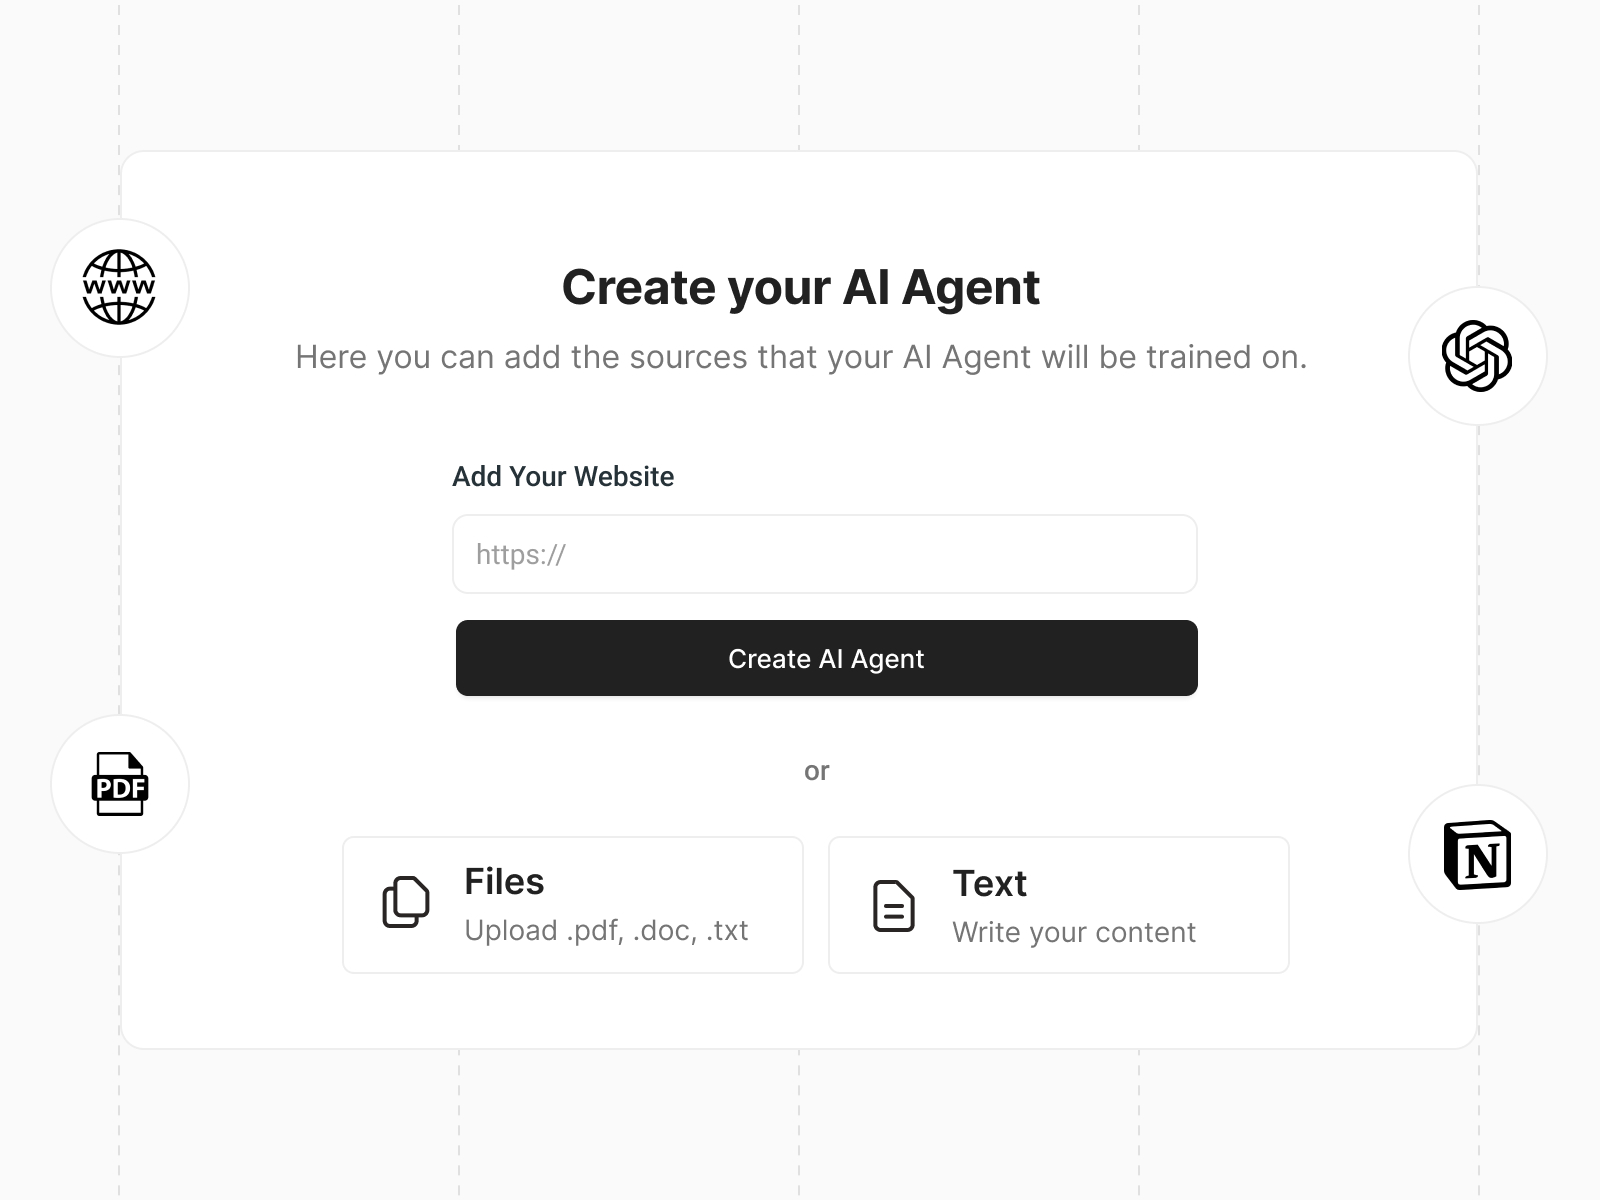 Create your AI Agent
Here you can add the sources that your AI Agent will be trained on.
www
Add Your Website
https://
Create AI Agent
or
PDF
Files
Upload .pdf, .doc, .txt
Text
Write your content
N